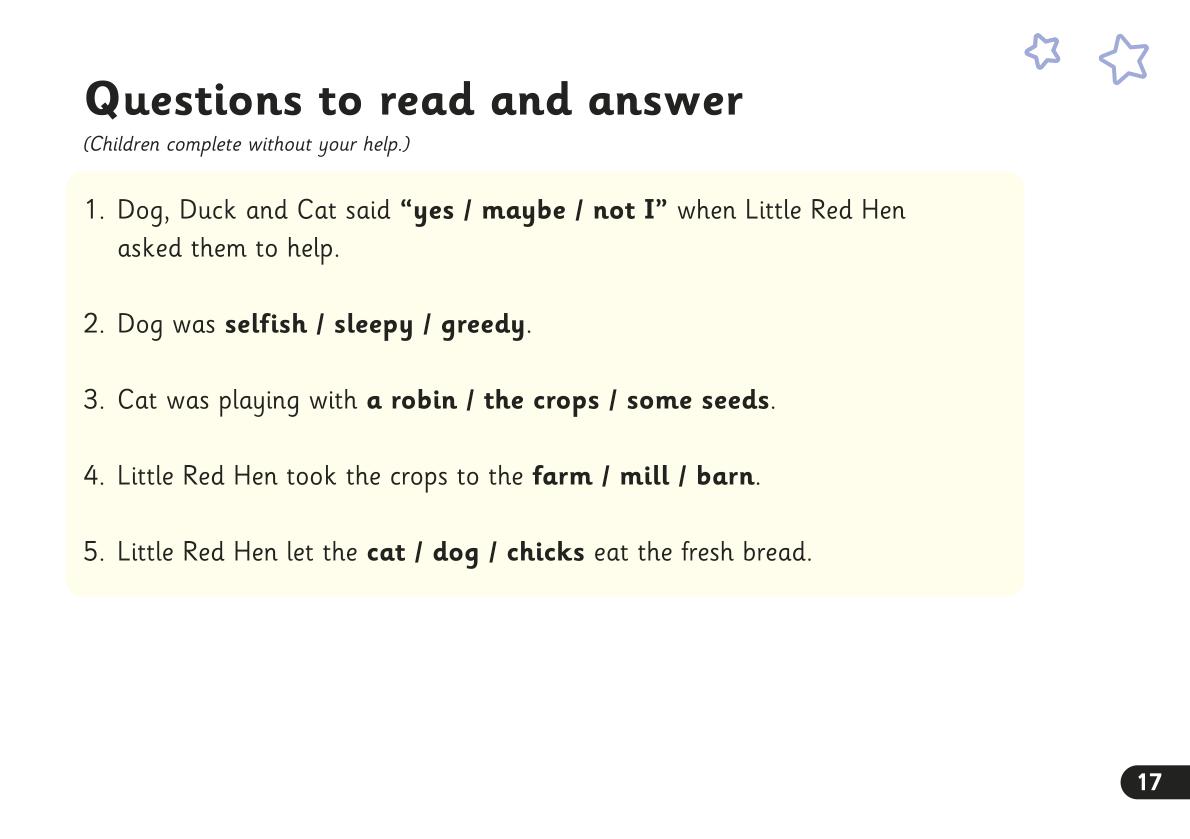 Questions to read and answer
(Children complete without your help.)
1. Dog, Duck and Cat said “yes / maybe / not I” when Little Red Hen
asked them to help.
2. Dog was selfish / sleepy / greedy.
3. Cat was playing with a robin / the crops / some seeds.
4. Little Red Hen took the crops to the farm / mill / barn.
5. Little Red Hen let the cat / dog / chicks eat the fresh bread.
17